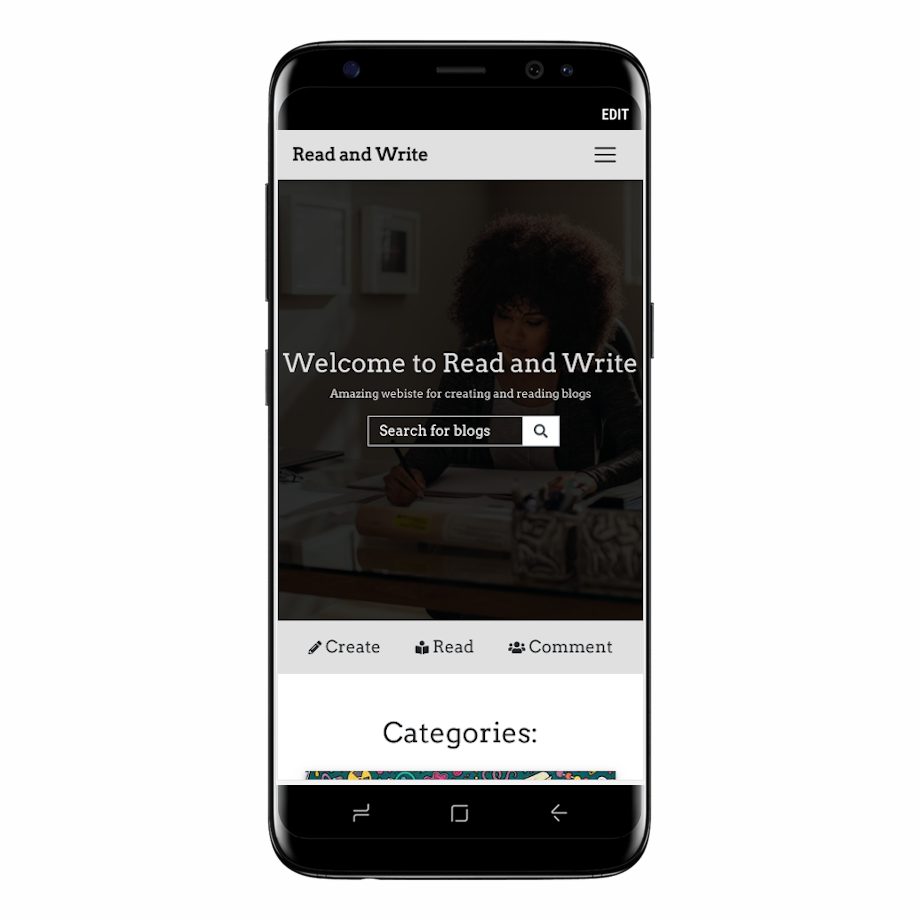 EDIT
Read and Write
Welcome to Read and Write
Amazing webiste for creating and reading blogs
Search for blogs
Create Read Comment
Categories: